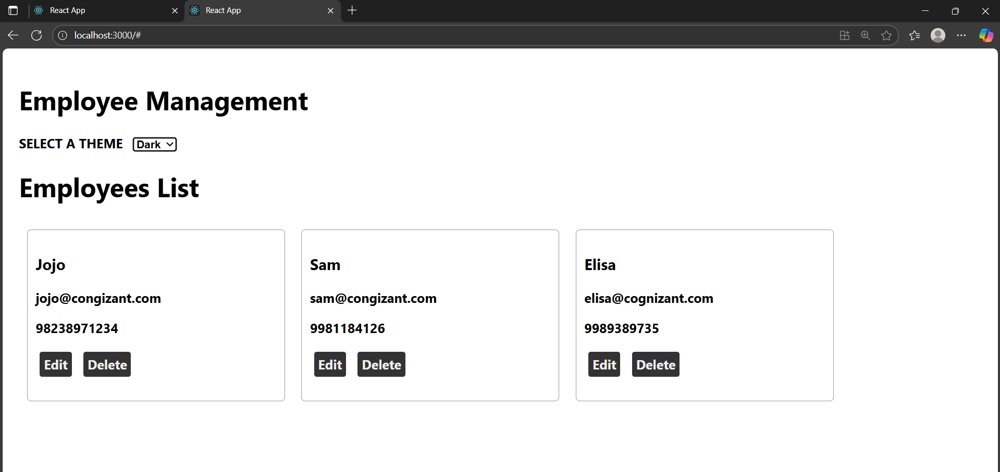 React App
React App
localhost:3000/#
Employee Management
SELECT A THEME Dark
Employees List
Jojo
jojo@congizant.com
98238971234
Edit Delete
Sam
sam@congizant.com
9981184126
Edit Delete
Elisa
elisa@cognizant.com
9989389735
Edit Delete